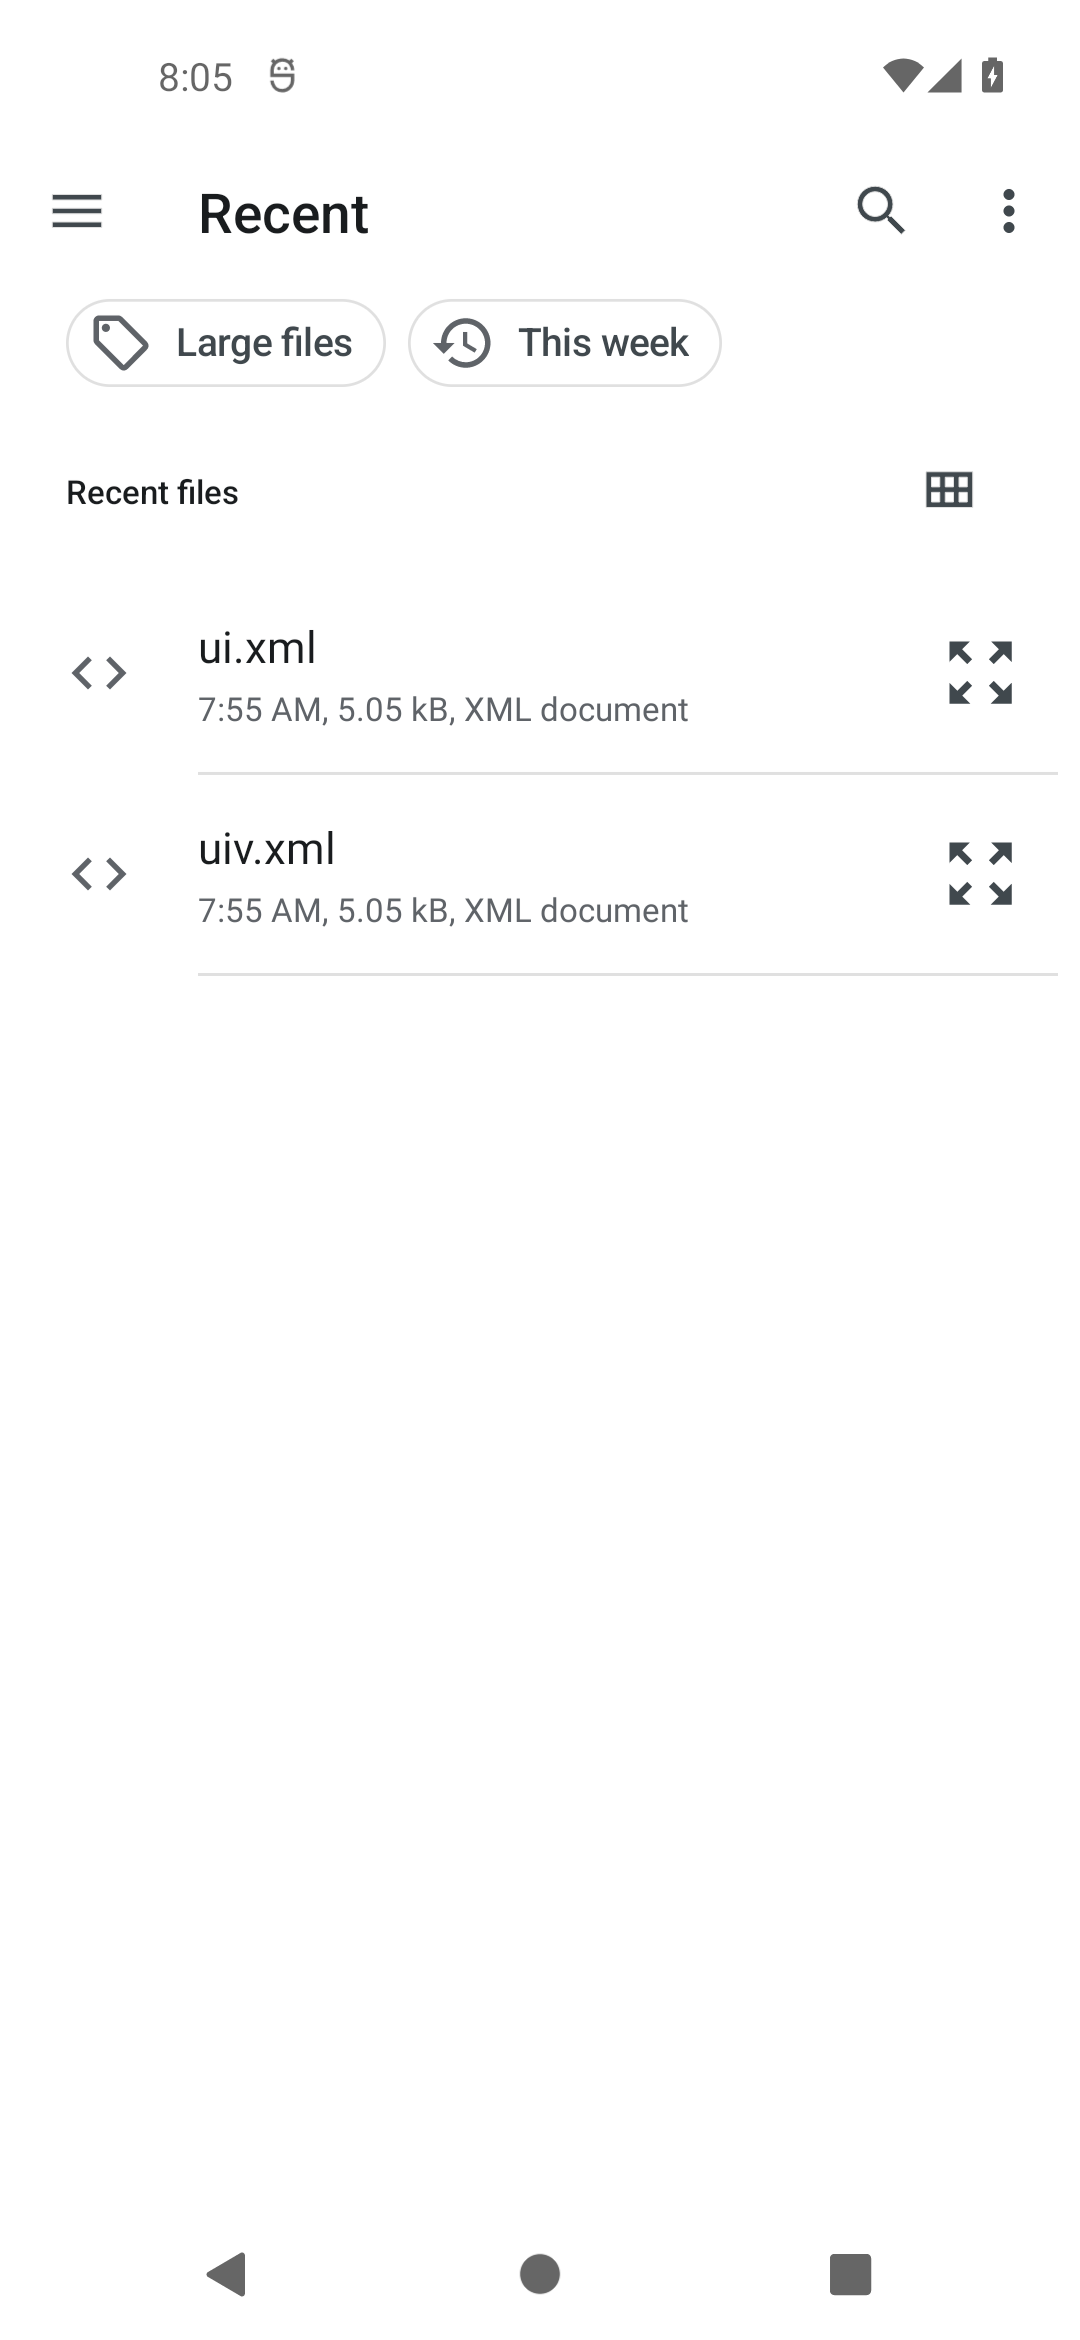 8:05
Recent
Large files
This week
Recent files
ui.xml
7:55 AM, 5.05 kB, XML document
uiv.xml
7:55 AM, 5.05 kB, XML document